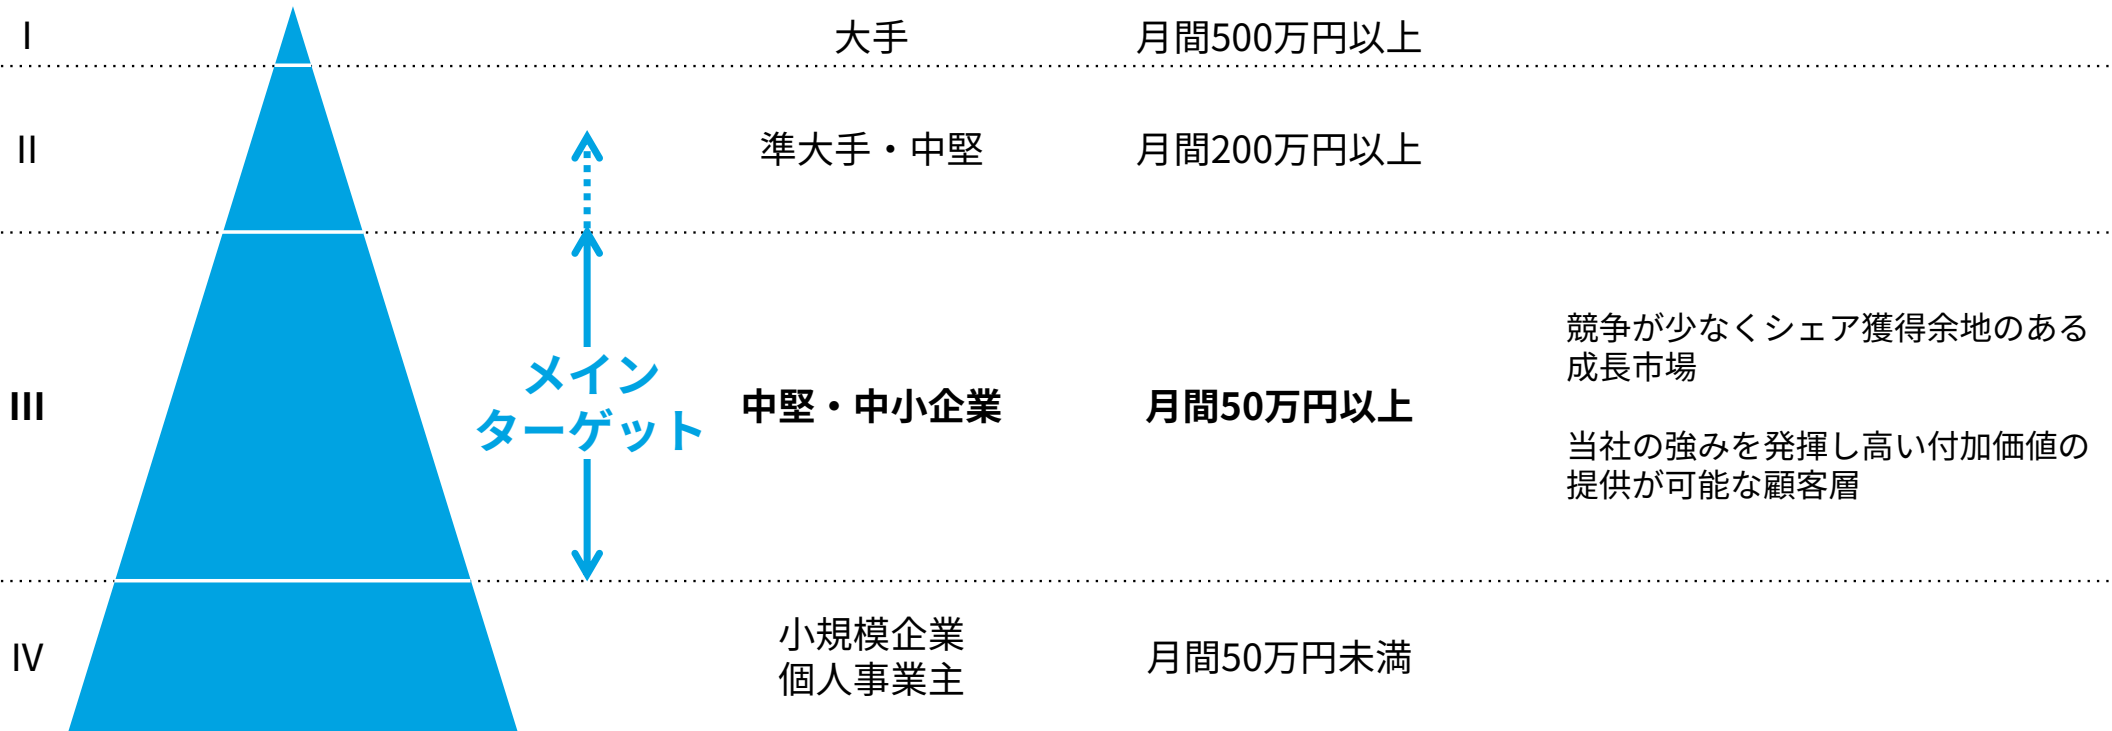 I
大手
月間500万円以上
II
準大手・中堅
月間200万円以上
III
メイン
ターゲット
中堅・中小企業
月間50万円以上
競争が少なくシェア獲得余地のある
成長市場
当社の強みを発揮し高い付加価値の
提供が可能な顧客層
IV
小規模企業
個人事業主
月間50万円未満